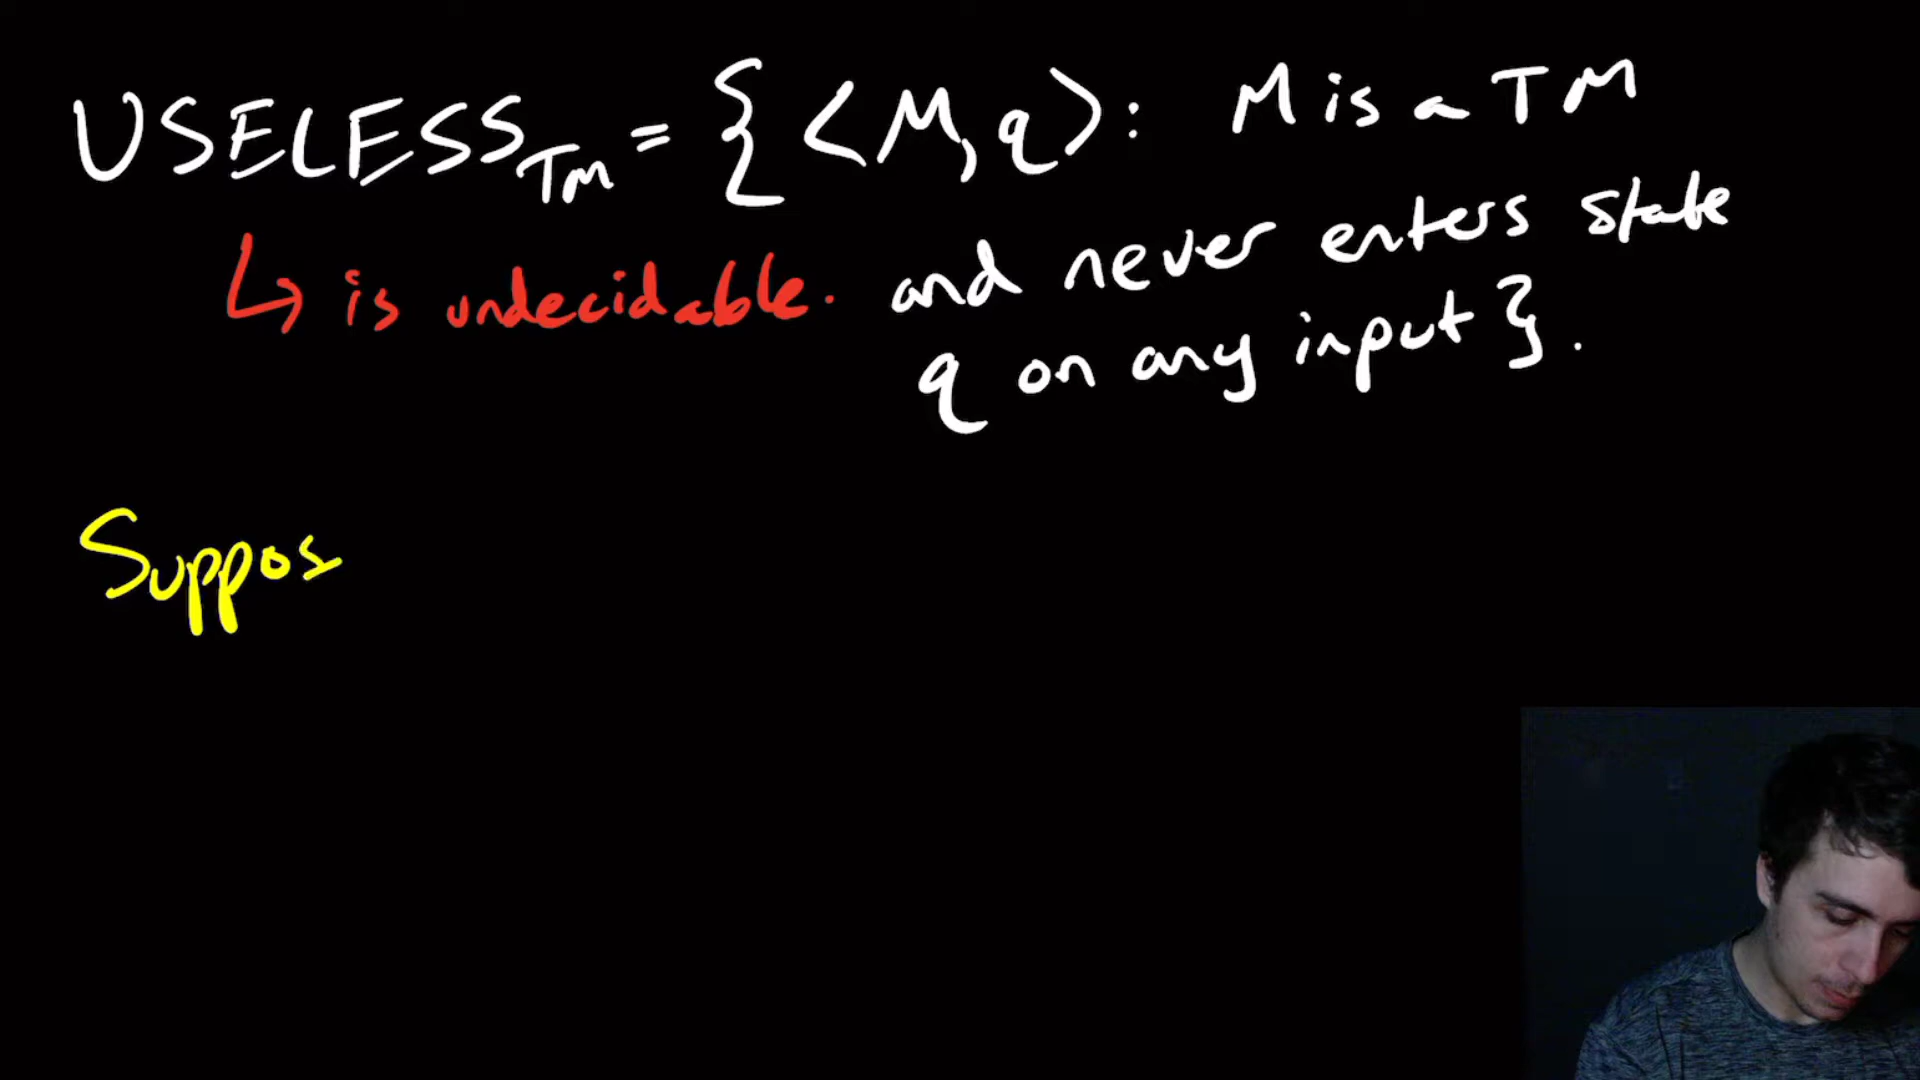 USELESS_TM = { <M, q> : M is a TM
and never enters state
q on any input } .
↳ is undecidable.
Suppos